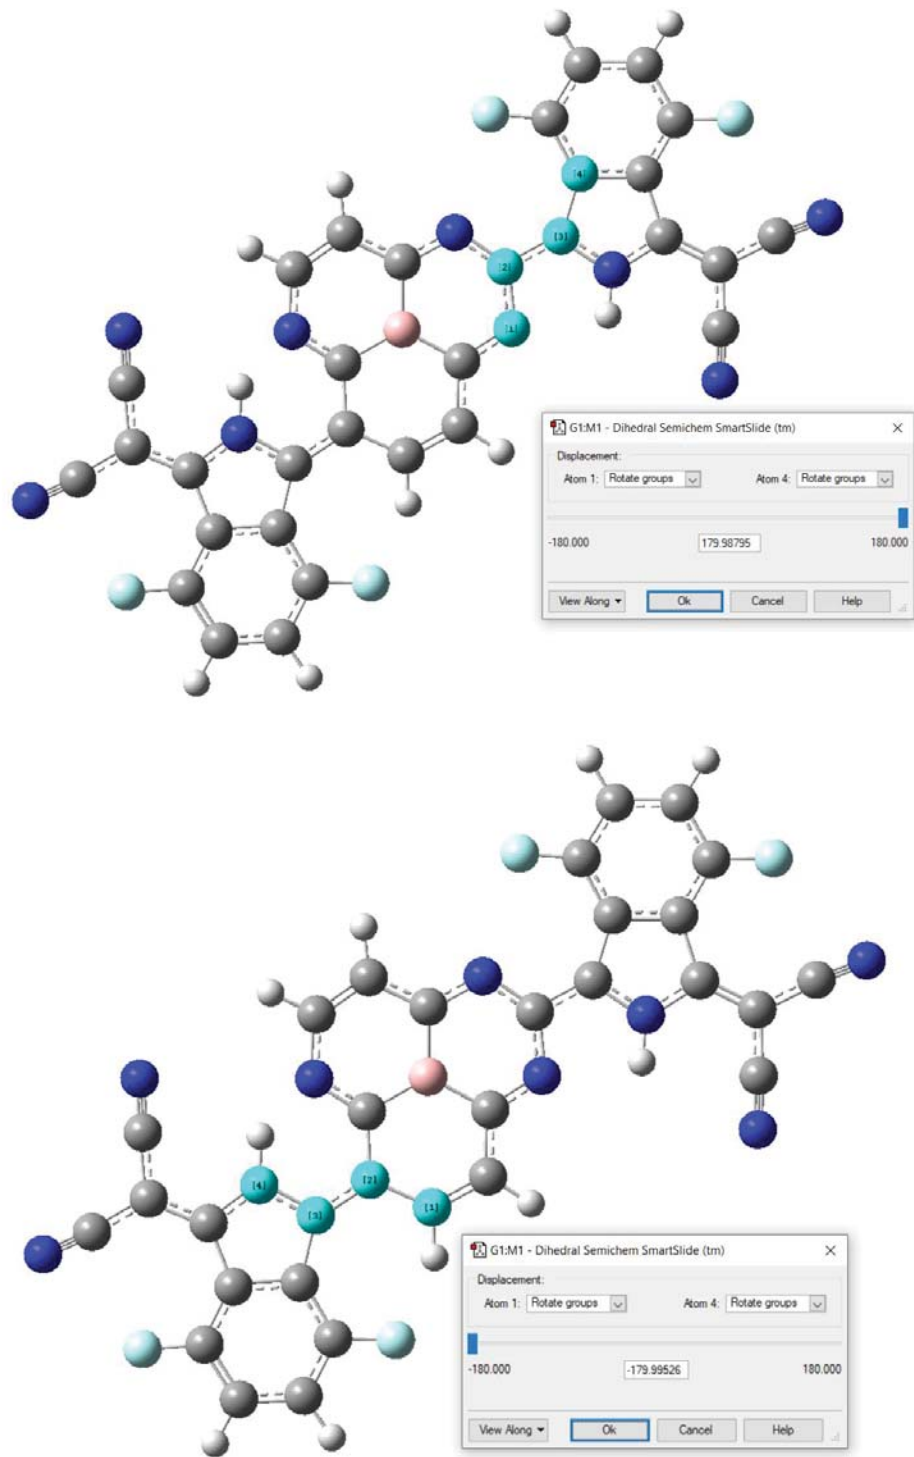 [4]
[3]
[2]
[1]
G1:M1 - Dihedral Semichem SmartSlide (tm)
Displacement:
Atom 1: Rotate groups
Atom 4: Rotate groups
-180.000
179.98795
180.000
View Along
Ok
Cancel
Help
[4]
[2]
[3]
[1]
G1:M1 - Dihedral Semichem SmartSlide (tm)
Displacement:
Atom 1: Rotate groups
Atom 4: Rotate groups
-180.000
-179.99526
180.000
View Along
Ok
Cancel
Help